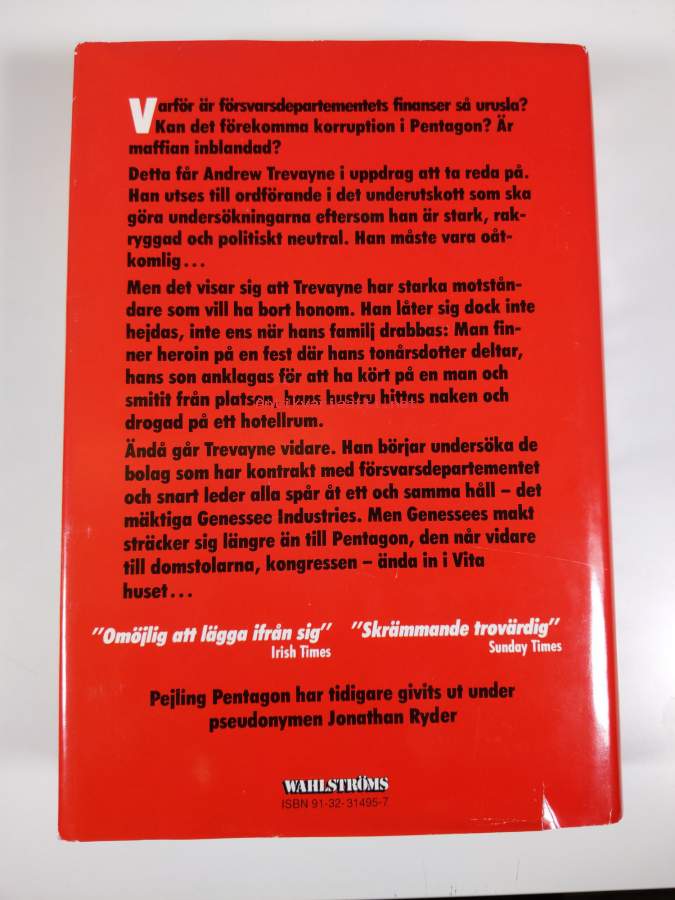 Varför är försvarsdepartementets finanser så urusla?
Kan det förekomma korruption i Pentagon? Är
maffian inblandad?
Detta får Andrew Trevayne i uppdrag att ta reda på.
Han utses till ordförande i det underutskott som ska
göra undersökningarna eftersom han är stark, rak-
ryggad och politiskt neutral. Han måste vara oåt-
komlig...
Men det visar sig att Trevayne har starka motstån-
dare som vill ha bort honom. Han låter sig dock inte
hejdas, inte ens när hans familj drabbas: Man fin-
ner heroin på en fest där hans tonårsdotter deltar,
hans son anklagas för att ha kört på en man och
smitit från platsen, hans hustru hittas naken och
drogad på ett hotellrum.
Ändå går Trevayne vidare. Han börjar undersöka de
bolag som har kontrakt med försvarsdepartementet
och snart leder alla spår åt ett och samma håll – det
mäktiga Genessec Industries. Men Genessees makt
sträcker sig längre än till Pentagon, den når vidare
till domstolarna, kongressen – ända in i Vita
huset...
"Omöjlig att lägga ifrån sig"
Irish Times
"Skrämmande trovärdig"
Sunday Times
Pejling Pentagon har tidigare givits ut under
pseudonymen Jonathan Ryder
WAHLSTRÖMS
ISBN 91-32-31495-7